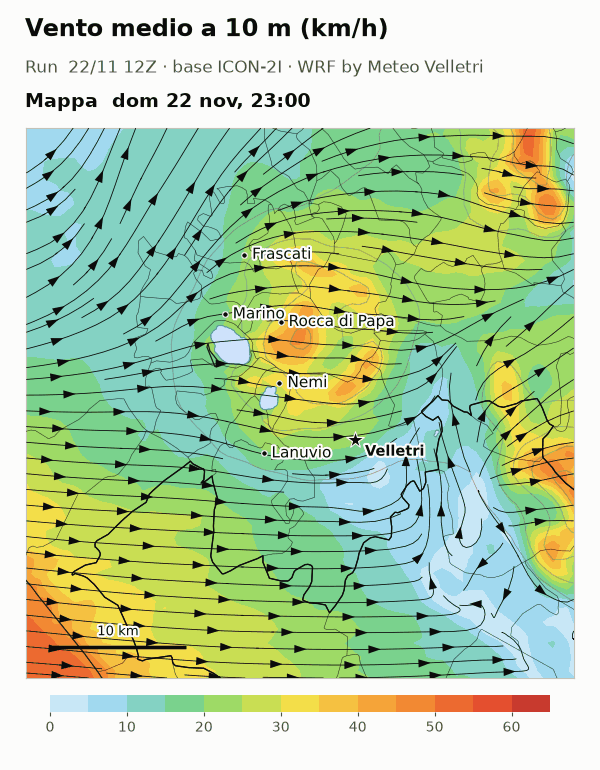 Vento medio a 10 m (km/h)
Run  22/11 12Z · base ICON-2I · WRF by Meteo Velletri
Mappa  dom 22 nov, 23:00
Frascati
Marino
Rocca di Papa
Nemi
Velletri
Lanuvio
10 km
0 10 20 30 40 50 60